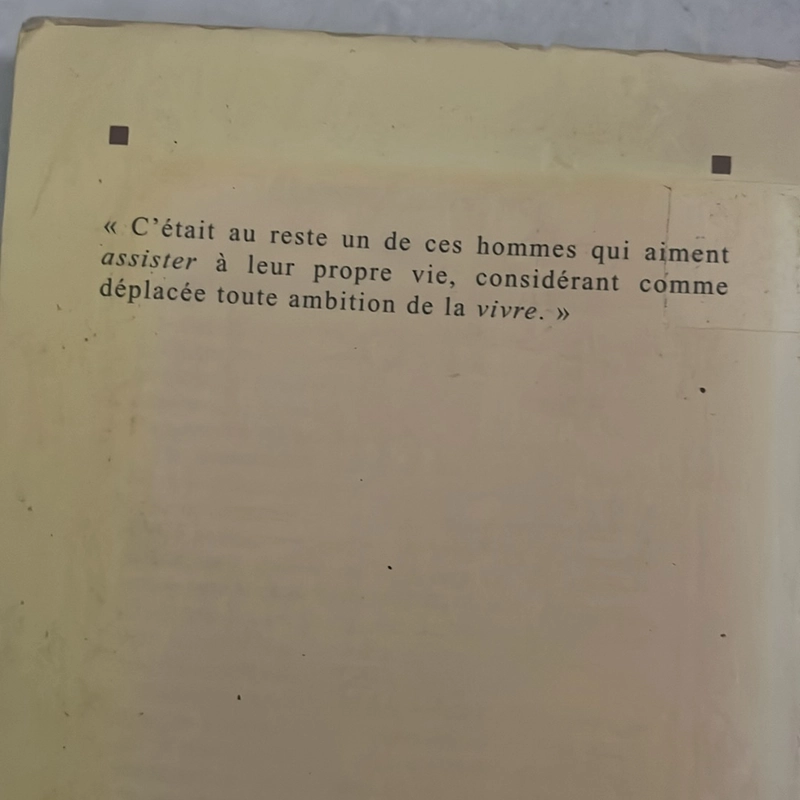 « C'était au reste un de ces hommes qui aiment
assister à leur propre vie, considérant comme
déplacée toute ambition de la vivre. »